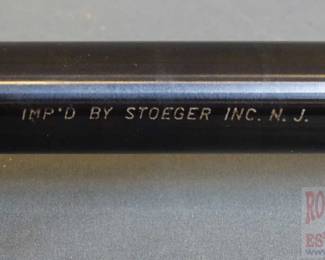 IMP'D BY STOEGER INC. N. J.